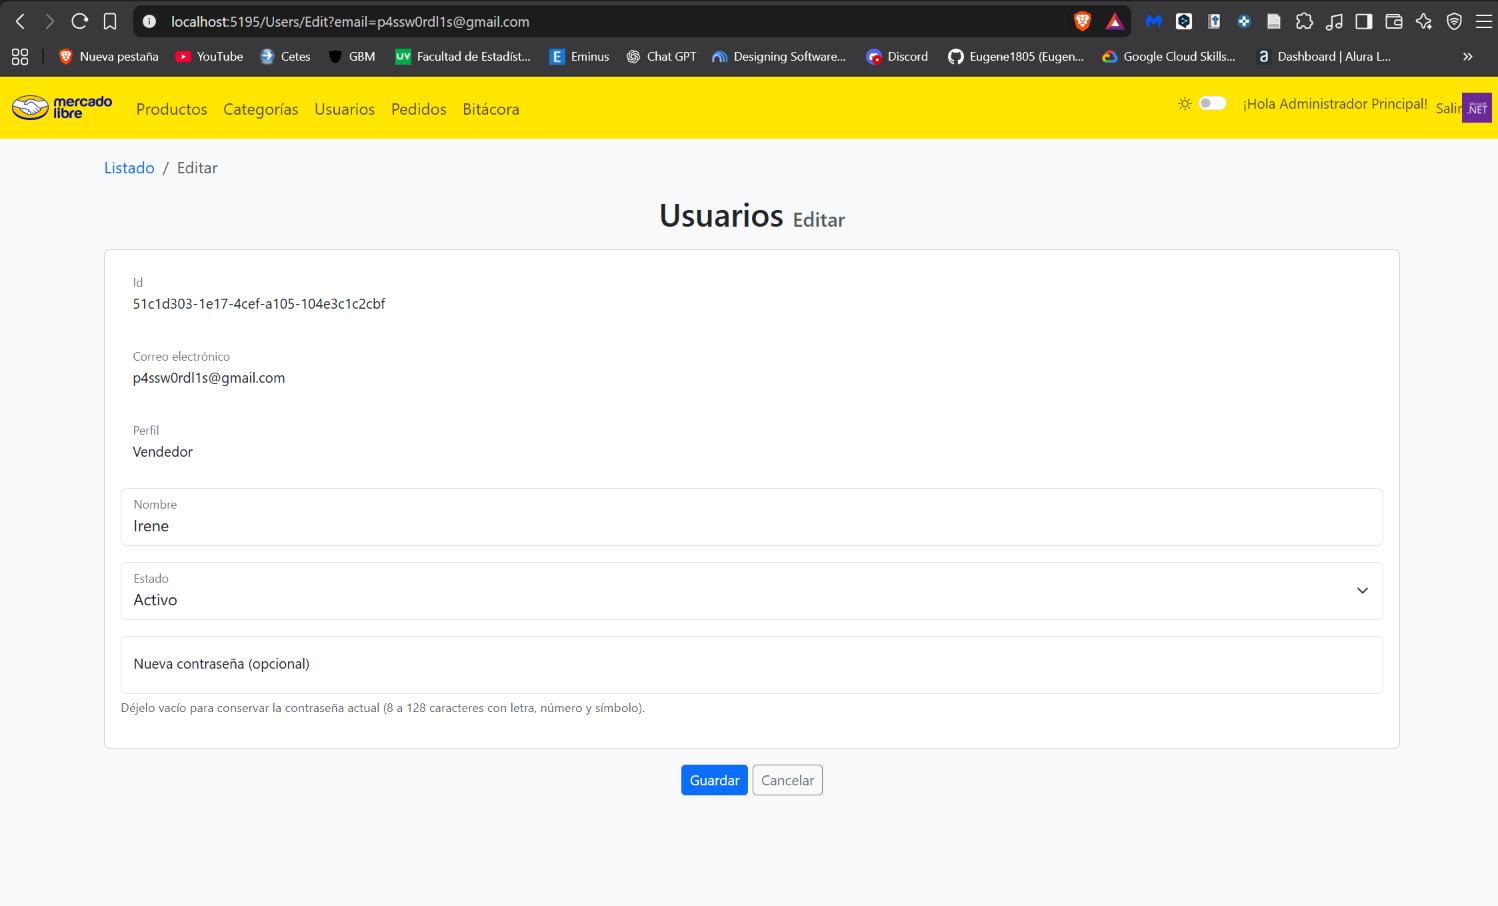 localhost:5195/Users/Edit?email=p4ssw0rdl1s@gmail.com
Nueva pestaña
YouTube
Cetes
GBM
UV Facultad de Estadíst...
E Eminus
Chat GPT
Designing Software...
Discord
Eugene1805 (Eugen...
Google Cloud Skills...
a Dashboard | Alura L...
»
mercado
libre
Productos
Categorías
Usuarios
Pedidos
Bitácora
¡Hola Administrador Principal!
Salir
.NET
Listado / Editar
Usuarios Editar
Id
51c1d303-1e17-4cef-a105-104e3c1c2cbf
Correo electrónico
p4ssw0rdl1s@gmail.com
Perfil
Vendedor
Nombre
Irene
Estado
Activo
Nueva contraseña (opcional)
Déjelo vacío para conservar la contraseña actual (8 a 128 caracteres con letra, número y símbolo).
Guardar
Cancelar